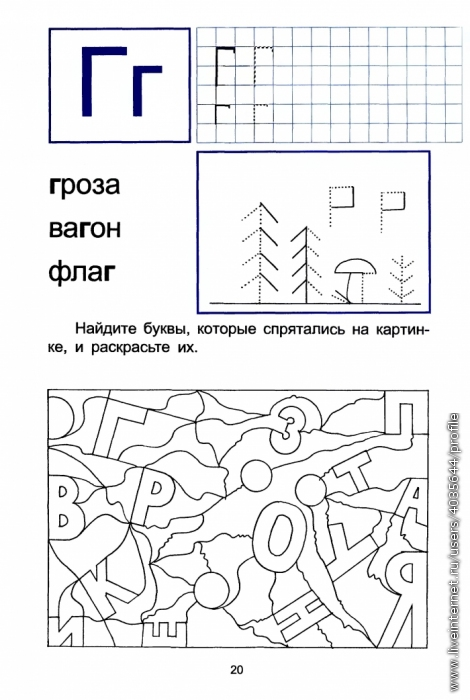 Гг
Г Г
г г
гроза
вагон
флаг
Найдите буквы, которые спрятались на картин-
ке, и раскрасьте их.
Г З П
В Р О Т А
К Н Я
И Е
20
www.liveinternet.ru/users/4035644/profile